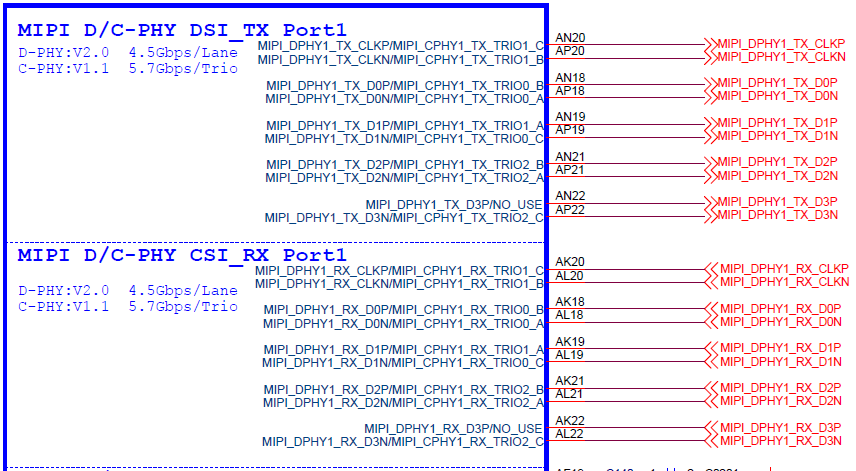 MIPI D/C-PHY DSI_TX Port1
D-PHY:V2.0 4.5Gbps/Lane
C-PHY:V1.1 5.7Gbps/Trio
MIPI_DPHY1_TX_CLKP/MIPI_CPHY1_TX_TRIO1_C AN20 MIPI_DPHY1_TX_CLKP
MIPI_DPHY1_TX_CLKN/MIPI_CPHY1_TX_TRIO1_B AP20 MIPI_DPHY1_TX_CLKN
MIPI_DPHY1_TX_D0P/MIPI_CPHY1_TX_TRIO0_B AN18 MIPI_DPHY1_TX_D0P
MIPI_DPHY1_TX_D0N/MIPI_CPHY1_TX_TRIO0_A AP18 MIPI_DPHY1_TX_D0N
MIPI_DPHY1_TX_D1P/MIPI_CPHY1_TX_TRIO1_A AN19 MIPI_DPHY1_TX_D1P
MIPI_DPHY1_TX_D1N/MIPI_CPHY1_TX_TRIO0_C AP19 MIPI_DPHY1_TX_D1N
MIPI_DPHY1_TX_D2P/MIPI_CPHY1_TX_TRIO2_B AN21 MIPI_DPHY1_TX_D2P
MIPI_DPHY1_TX_D2N/MIPI_CPHY1_TX_TRIO2_A AP21 MIPI_DPHY1_TX_D2N
MIPI_DPHY1_TX_D3P/NO_USE AN22 MIPI_DPHY1_TX_D3P
MIPI_DPHY1_TX_D3N/MIPI_CPHY1_TX_TRIO2_C AP22 MIPI_DPHY1_TX_D3N
MIPI D/C-PHY CSI_RX Port1
D-PHY:V2.0 4.5Gbps/Lane
C-PHY:V1.1 5.7Gbps/Trio
MIPI_DPHY1_RX_CLKP/MIPI_CPHY1_RX_TRIO1_C AK20 MIPI_DPHY1_RX_CLKP
MIPI_DPHY1_RX_CLKN/MIPI_CPHY1_RX_TRIO1_B AL20 MIPI_DPHY1_RX_CLKN
MIPI_DPHY1_RX_D0P/MIPI_CPHY1_RX_TRIO0_B AK18 MIPI_DPHY1_RX_D0P
MIPI_DPHY1_RX_D0N/MIPI_CPHY1_RX_TRIO0_A AL18 MIPI_DPHY1_RX_D0N
MIPI_DPHY1_RX_D1P/MIPI_CPHY1_RX_TRIO1_A AK19 MIPI_DPHY1_RX_D1P
MIPI_DPHY1_RX_D1N/MIPI_CPHY1_RX_TRIO0_C AL19 MIPI_DPHY1_RX_D1N
MIPI_DPHY1_RX_D2P/MIPI_CPHY1_RX_TRIO2_B AK21 MIPI_DPHY1_RX_D2P
MIPI_DPHY1_RX_D2N/MIPI_CPHY1_RX_TRIO2_A AL21 MIPI_DPHY1_RX_D2N
MIPI_DPHY1_RX_D3P/NO_USE AK22 MIPI_DPHY1_RX_D3P
MIPI_DPHY1_RX_D3N/MIPI_CPHY1_RX_TRIO2_C AL22 MIPI_DPHY1_RX_D3N